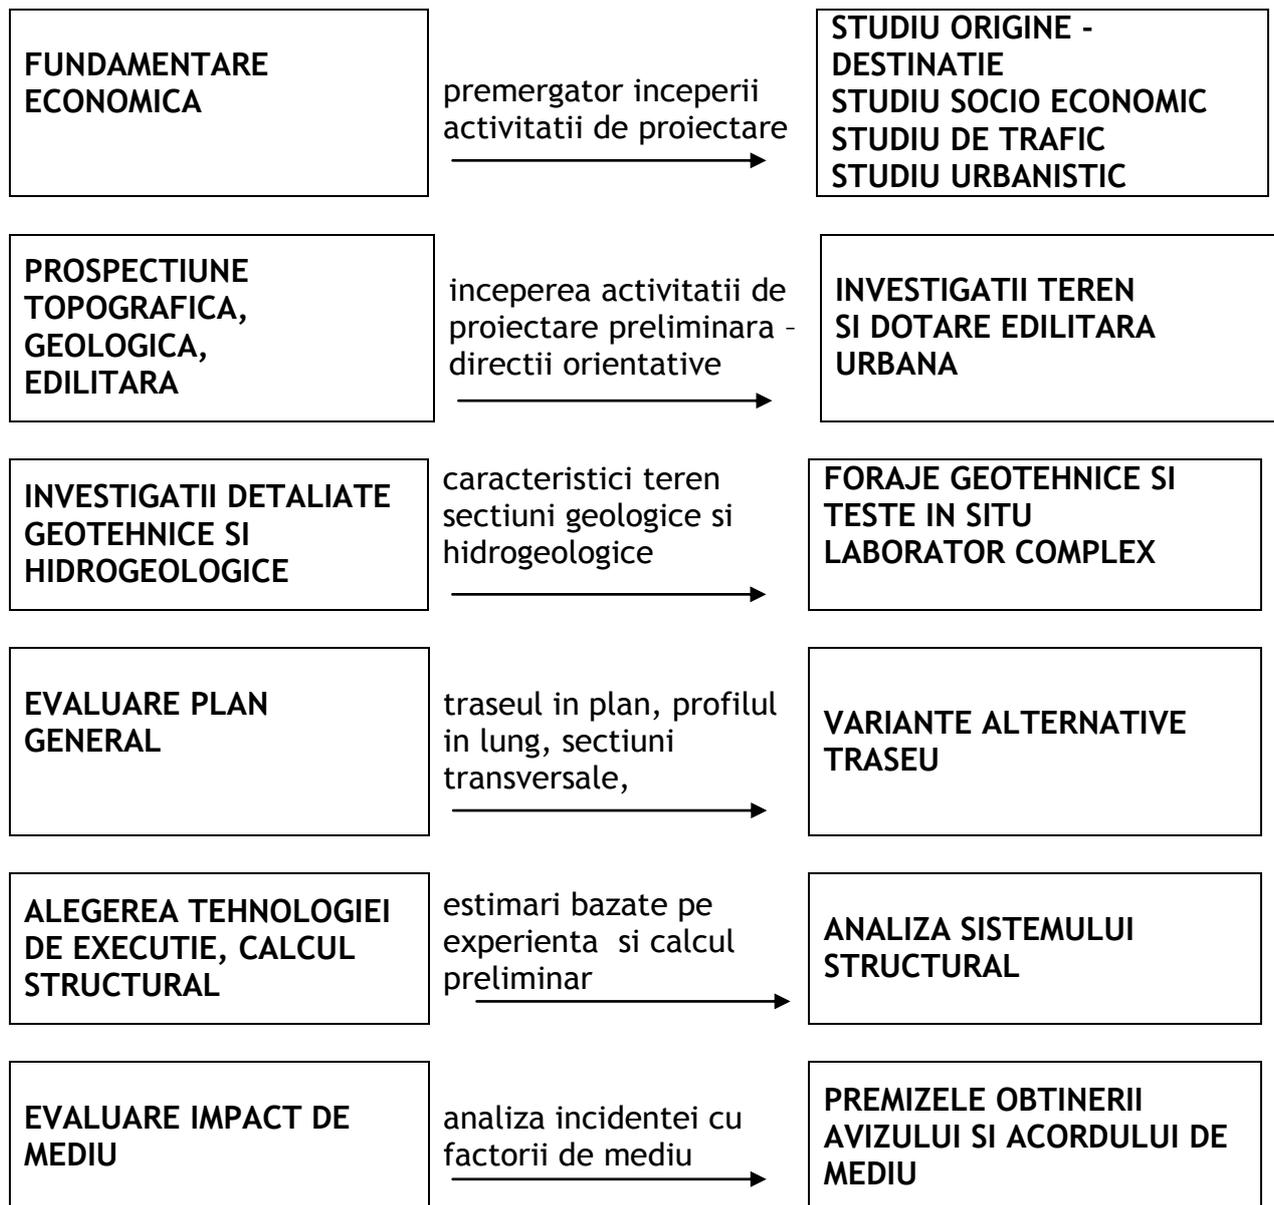 FUNDAMENTARE
ECONOMICA
premergator inceperii
activitatii de proiectare
STUDIU ORIGINE -
DESTINATIE
STUDIU SOCIO ECONOMIC
STUDIU DE TRAFIC
STUDIU URBANISTIC
PROSPECTIUNE
TOPOGRAFICA,
GEOLOGICA,
EDILITARA
inceperea activitatii de
proiectare preliminara –
directii orientative
INVESTIGATII TEREN
SI DOTARE EDILITARA
URBANA
INVESTIGATII DETALIATE
GEOTEHNICE SI
HIDROGEOLOGICE
caracteristici teren
sectiuni geologice si
hidrogeologice
FORAJE GEOTEHNICE SI
TESTE IN SITU
LABORATOR COMPLEX
EVALUARE PLAN
GENERAL
traseul in plan, profilul
in lung, sectiuni
transversale,
VARIANTE ALTERNATIVE
TRASEU
ALEGEREA TEHNOLOGIEI
DE EXECUTIE, CALCUL
STRUCTURAL
estimari bazate pe
experienta  si calcul
preliminar
ANALIZA SISTEMULUI
STRUCTURAL
EVALUARE IMPACT DE
MEDIU
analiza incidentei cu
factorii de mediu
PREMIZELE OBTINERII
AVIZULUI SI ACORDULUI DE
MEDIU